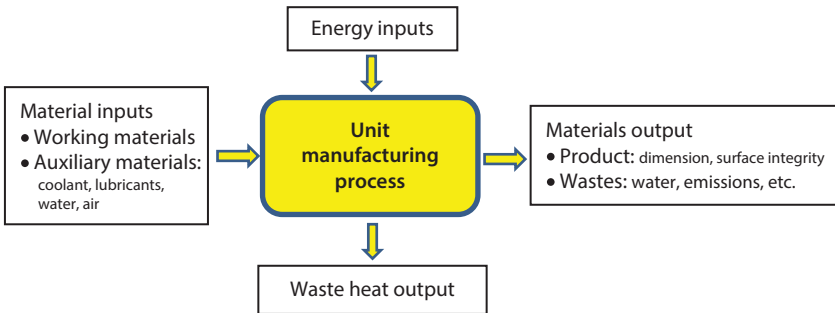 Energy inputs
Material inputs
• Working materials
• Auxiliary materials:
coolant, lubricants,
water, air
Unit
manufacturing
process
Materials output
• Product: dimension, surface integrity
• Wastes: water, emissions, etc.
Waste heat output